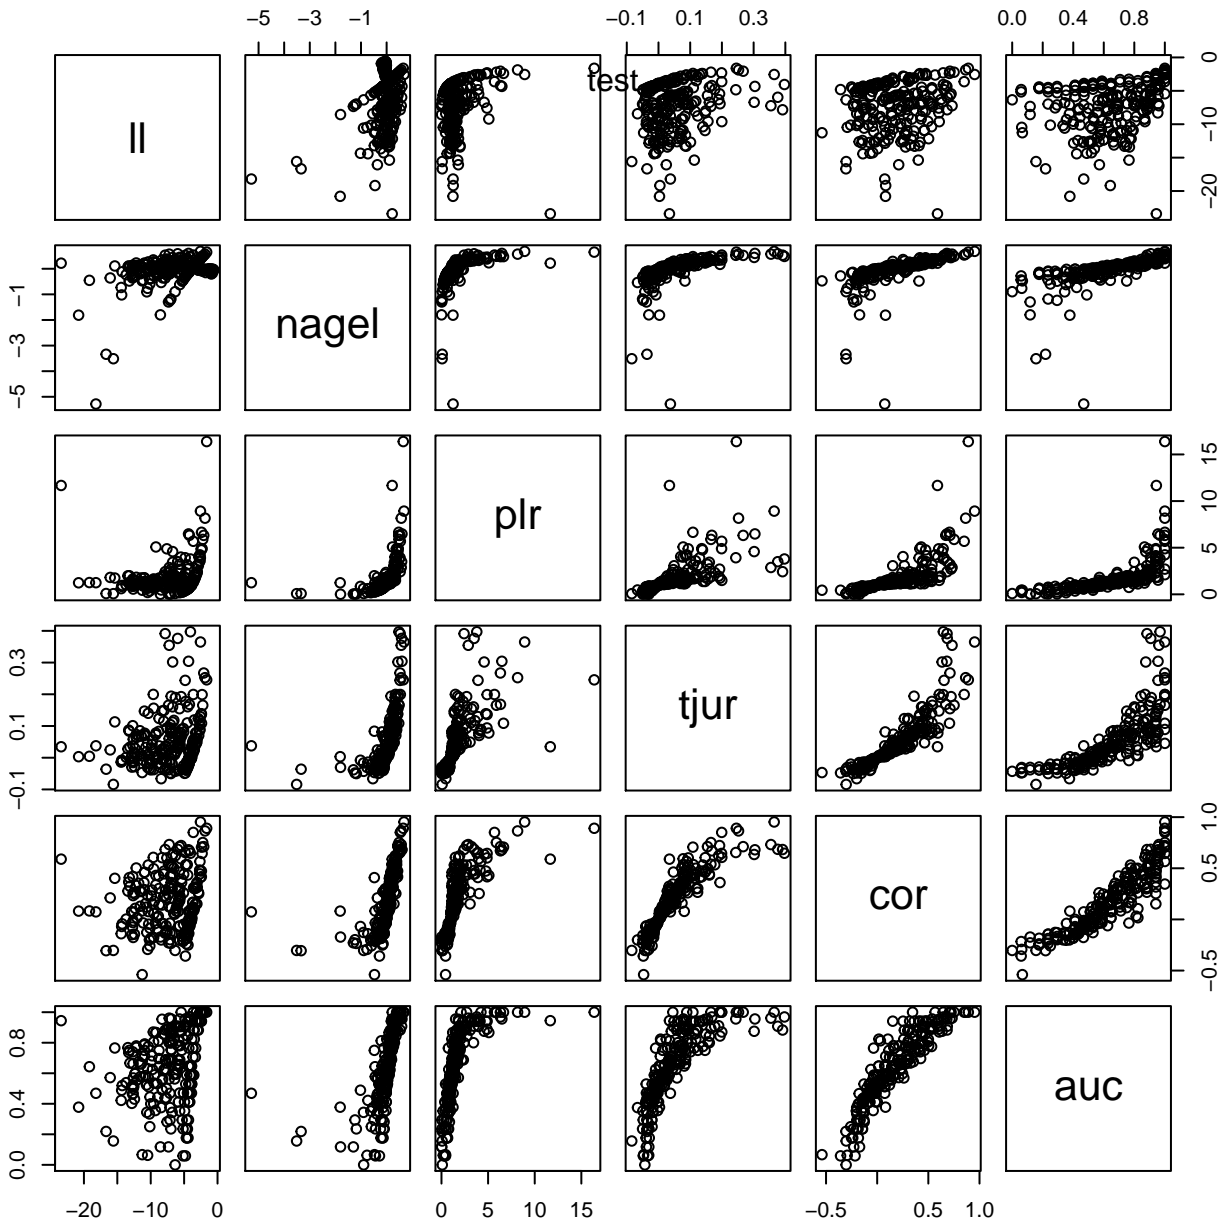 −5 −3 −1 −0.1 0.1 0.3 0.0 0.4 0.8
ll test 0 −10 −20
−1 −3 −5 nagel
plr 15 10 5 0
0.3 0.1 −0.1 tjur
cor 1.0 0.5 −0.5
0.8 0.4 0.0 auc
−20 −10 0 0 5 10 15 −0.5 0.5 1.0